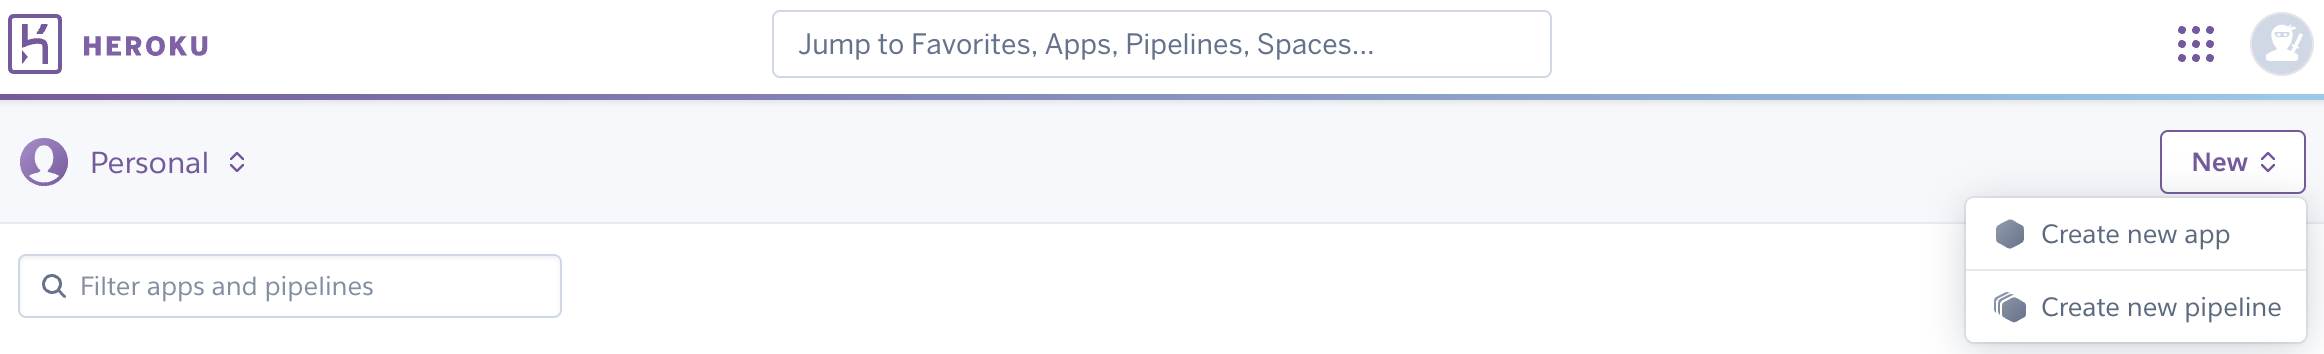 HEROKU
Jump to Favorites, Apps, Pipelines, Spaces...
Personal
New
Create new app
Filter apps and pipelines
Create new pipeline